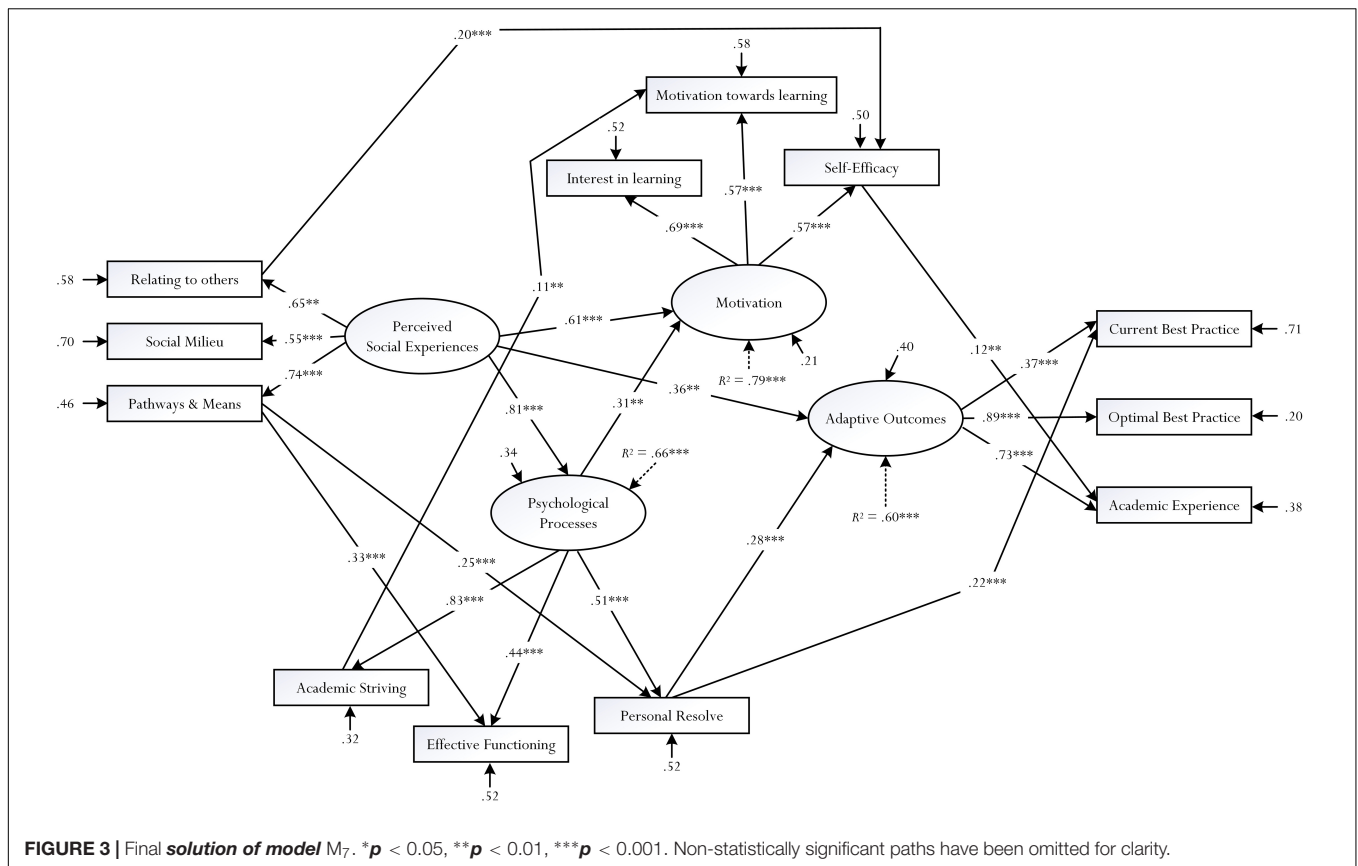 .20***
.58
Motivation towards learning
.50
.52
Self-Efficacy
Interest in learning
.57***
.69***
.57***
.58
Relating to others
.65**
.11**
Motivation
Perceived
Social Experiences
.61***
.70
Social Milieu
.55***
Current Best Practice
.71
.74***
.12**
.37***
.21
.40
R² = .79***
.36**
.46
Pathways & Means
.81***
.31**
Adaptive Outcomes
.89***
Optimal Best Practice
.20
.34
R² = .66***
.73***
Psychological
Processes
Academic Experience
.38
R² = .60***
.33***
.25***
.28***
.22***
.83***
.51***
.44***
Academic Striving
Personal Resolve
.32
Effective Functioning
.52
.52
FIGURE 3 | Final solution of model M₇. *p < 0.05, **p < 0.01, ***p < 0.001. Non-statistically significant paths have been omitted for clarity.